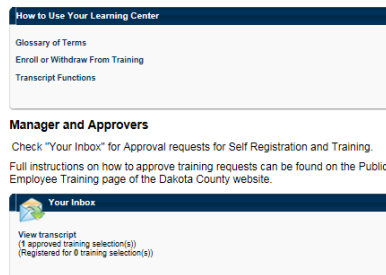 How to Use Your Learning Center
Glossary of Terms
Enroll or Withdraw From Training
Transcript Functions
Manager and Approvers
Check "Your Inbox" for Approval requests for Self Registration and Training.
Full instructions on how to approve training requests can be found on the Public
Employee Training page of the Dakota County website.
Your Inbox
View transcript
(1 approved training selection(s))
(Registered for 0 training selection(s))